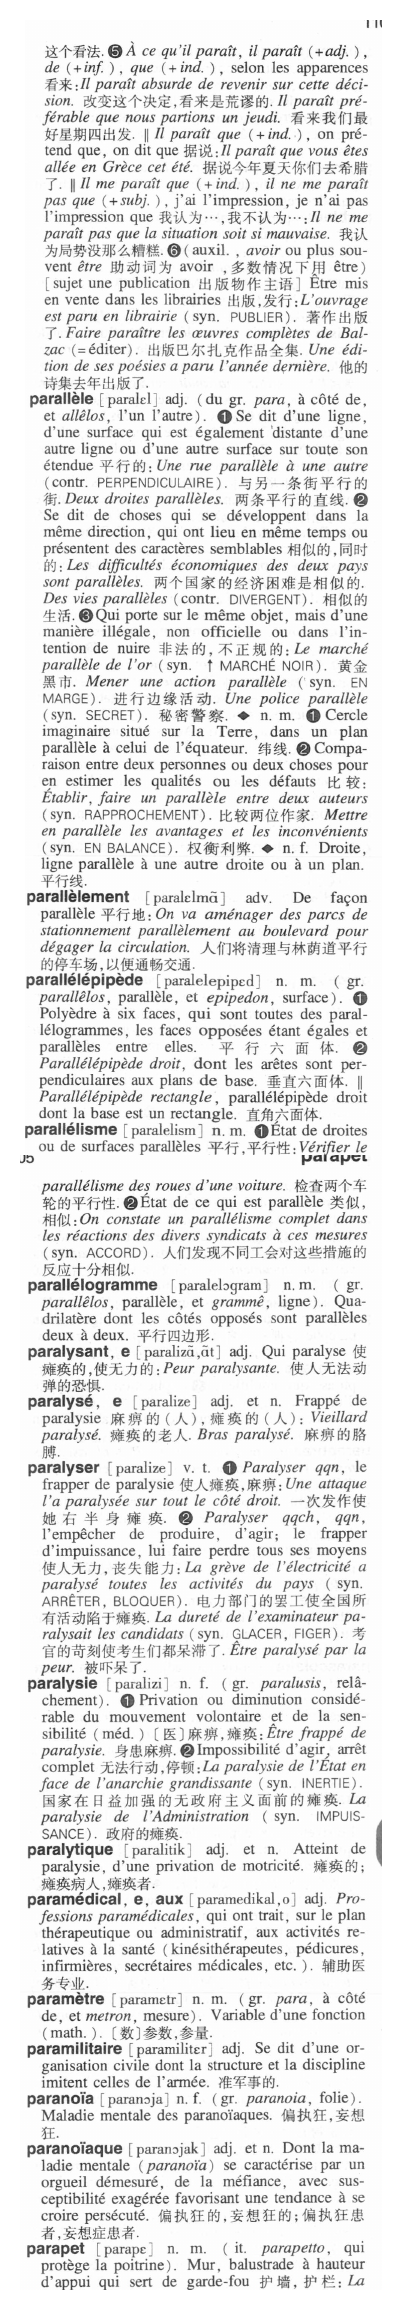 这个看法. ❺ À ce qu'il paraît, il paraît (+adj. ),
de (+inf. ) , que (+ind. ) , selon les apparences
看来:Il paraît absurde de revenir sur cette déci-
sion. 改变这个决定,看来是荒谬的. Il paraît pré-
férable que nous partions un jeudi. 看来我们最
好星期四出发. ‖ Il paraît que (+ind. ) , on pré-
tend que, on dit que 据说:Il paraît que vous êtes
allée en Grèce cet été. 据说今年夏天你们去希腊
了. ‖ Il me paraît que (+ind. ) , il ne me paraît
pas que (+subj. ) , j'ai l'impression, je n'ai pas
l'impression que 我认为…,我不认为…:Il ne me
paraît pas que la situation soit si mauvaise. 我认
为局势没那么糟糕. ❻ ( auxil. , avoir ou plus sou-
vent être 助动词为 avoir ,多数情况下用 être)
[sujet une publication 出版物作主语] Être mis
en vente dans les librairies 出版,发行:L'ouvrage
est paru en librairie (syn. PUBLIER) . 著作出版
了. Faire paraître les œuvres complètes de Bal-
zac (=éditer) . 出版巴尔扎克作品全集. Une édi-
tion de ses poésies a paru l'année dernière. 他的
诗集去年出版了.
parallèle [paralɛl] adj. (du gr. para, à côté de,
et allêlos, l'un l'autre) . ❶ Se dit d'une ligne,
d'une surface qui est également distante d'une
autre ligne ou d'une autre surface sur toute son
étendue 平行的:Une rue parallèle à une autre
(contr. PERPENDICULAIRE) . 与另一条街平行的
街. Deux droites parallèles. 两条平行的直线. ❷
Se dit de choses qui se développent dans la
même direction, qui ont lieu en même temps ou
présentent des caractères semblables 相似的,同时
的:Les difficultés économiques des deux pays
sont parallèles. 两个国家的经济困难是相似的.
Des vies parallèles (contr. DIVERGENT) . 相似的
生活. ❸ Qui porte sur le même objet, mais d'une
manière illégale, non officielle ou dans l'in-
tention de nuire 非法的, 不正规的: Le marché
parallèle de l'or (syn. ↑ MARCHÉ NOIR) . 黄金
黑市. Mener une action parallèle ( syn. EN
MARGE) . 进行边缘活动. Une police parallèle
(syn. SECRET) . 秘密警察. ◆ n. m. ❶ Cercle
imaginaire situé sur la Terre, dans un plan
parallèle à celui de l'équateur. 纬线. ❷ Compa-
raison entre deux personnes ou deux choses pour
en estimer les qualités ou les défauts 比较:
Établir, faire un parallèle entre deux auteurs
(syn. RAPPROCHEMENT) . 比较两位作家. Mettre
en parallèle les avantages et les inconvénients
(syn. EN BALANCE) . 权衡利弊. ◆ n. f. Droite,
ligne parallèle à une autre droite ou à un plan.
平行线.
parallèlement [paralɛlmɑ̃] adv. De façon
parallèle 平行地: On va aménager des parcs de
stationnement parallèlement au boulevard pour
dégager la circulation. 人们将清理与林荫道平行
的停车场,以便通畅交通.
parallélépipède [paralelepipɛd] n. m. ( gr.
parallêlos, parallèle, et epipedon, surface) . ❶
Polyèdre à six faces, qui sont toutes des paral-
lélogrammes, les faces opposées étant égales et
parallèles entre elles. 平行六面体. ❷
Parallélépipède droit, dont les arêtes sont per-
pendiculaires aux plans de base. 垂直六面体. ‖
Parallélépipède rectangle, parallélépipède droit
dont la base est un rectangle. 直角六面体.
parallélisme [paralelism] n. m. ❶ État de droites
ou de surfaces parallèles 平行,平行性: Vérifier le
parapet
parallélisme des roues d'une voiture. 检查两个车
轮的平行性. ❷ État de ce qui est parallèle 类似,
相似:On constate un parallélisme complet dans
les réactions des divers syndicats à ces mesures
(syn. ACCORD) . 人们发现不同工会对这些措施的
反应十分相似.
parallélogramme [paralelɔgram] n. m. ( gr.
parallêlos, parallèle, et grammê, ligne) . Qua-
drilatère dont les côtés opposés sont parallèles
deux à deux. 平行四边形.
paralysant, e [paralizɑ̃,ɑ̃t] adj. Qui paralyse 使
瘫痪的,使无力的: Peur paralysante. 使人无法动
弹的恐惧.
paralysé, e [paralize] adj. et n. Frappé de
paralysie 麻痹的(人), 瘫痪的(人): Vieillard
paralysé. 瘫痪的老人. Bras paralysé. 麻痹的胳
膊.
paralyser [paralize] v. t. ❶ Paralyser qqn, le
frapper de paralysie 使人瘫痪,麻痹:Une attaque
l'a paralysée sur tout le côté droit. 一次发作使
她右半身瘫痪. ❷ Paralyser qqch, qqn,
l'empêcher de produire, d'agir; le frapper
d'impuissance, lui faire perdre tous ses moyens
使人无力,丧失能力:La grève de l'électricité a
paralysé toutes les activités du pays ( syn.
ARRÊTER, BLOQUER) . 电力部门的罢工使全国所
有活动陷于瘫痪. La dureté de l'examinateur pa-
ralysait les candidats (syn. GLACER, FIGER) . 考
官的苛刻使考生们都呆滞了. Être paralysé par la
peur. 被吓呆了.
paralysie [paralizi] n. f. ( gr. paralusis, relâ-
chement) . ❶ Privation ou diminution considé-
rable du mouvement volontaire et de la sen-
sibilité (méd. ) [医]麻痹,瘫痪:Être frappé de
paralysie. 身患麻痹. ❷ Impossibilité d'agir, arrêt
complet 无法行动,停顿:La paralysie de l'État en
face de l'anarchie grandissante (syn. INERTIE) .
国家在日益加强的无政府主义面前的瘫痪. La
paralysie de l'Administration ( syn. IMPUIS-
SANCE) . 政府的瘫痪.
paralytique [paralitik] adj. et n. Atteint de
paralysie, d'une privation de motricité. 瘫痪的;
瘫痪病人,瘫痪者.
paramédical, e, aux [paramedikal,o] adj. Pro-
fessions paramédicales, qui ont trait, sur le plan
thérapeutique ou administratif, aux activités re-
latives à la santé (kinésithérapeutes, pédicures,
infirmières, secrétaires médicales, etc. ) . 辅助医
务专业.
paramètre [parametr] n. m. ( gr. para, à côté
de, et metron, mesure) . Variable d'une fonction
(math. ) . [数]参数,参量.
paramilitaire [paramilitɛr] adj. Se dit d'une or-
ganisation civile dont la structure et la discipline
imitent celles de l'armée. 准军事的.
paranoïa [paranɔja] n. f. (gr. paranoia, folie) .
Maladie mentale des paranoïaques. 偏执狂,妄想
狂.
paranoïaque [paranɔjak] adj. et n. Dont la ma-
ladie mentale (paranoïa) se caractérise par un
orgueil démesuré, de la méfiance, avec sus-
ceptibilité exagérée favorisant une tendance à se
croire persécuté. 偏执狂的,妄想狂的;偏执狂患
者,妄想症患者.
parapet [parapɛ] n. m. ( it. parapetto, qui
protège la poitrine) . Mur, balustrade à hauteur
d'appui qui sert de garde-fou 护墙, 护栏: La